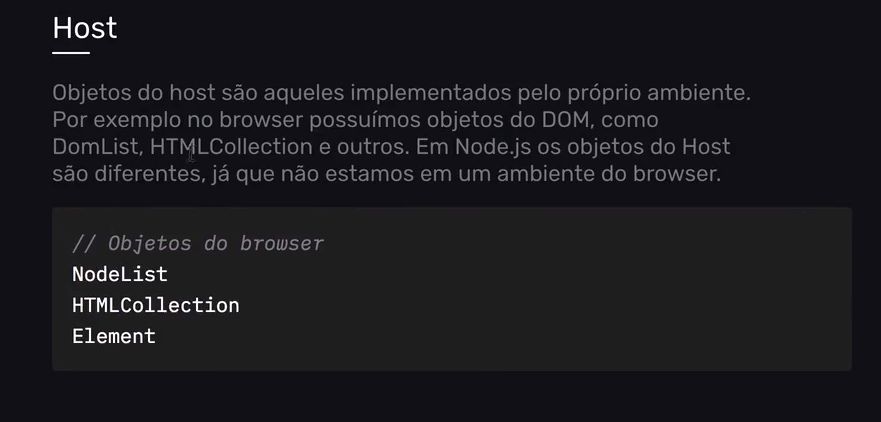 Host
Objetos do host são aqueles implementados pelo próprio ambiente.
Por exemplo no browser possuímos objetos do DOM, como
DomList, HTMLCollection e outros. Em Node.js os objetos do Host
são diferentes, já que não estamos em um ambiente do browser.
// Objetos do browser
NodeList
HTMLCollection
Element